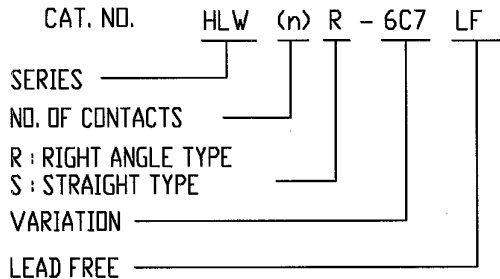 CAT. NO. HLW (n) R - 6C7 LF
SERIES
NO. OF CONTACTS
R : RIGHT ANGLE TYPE
S : STRAIGHT TYPE
VARIATION
LEAD FREE